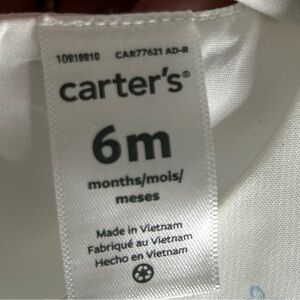 10916910 CAR77621 AD-R
carter's®
6m
months/mois/
meses
Made in Vietnam
Fabriqué au Vietnam
Hecho en Vietnam